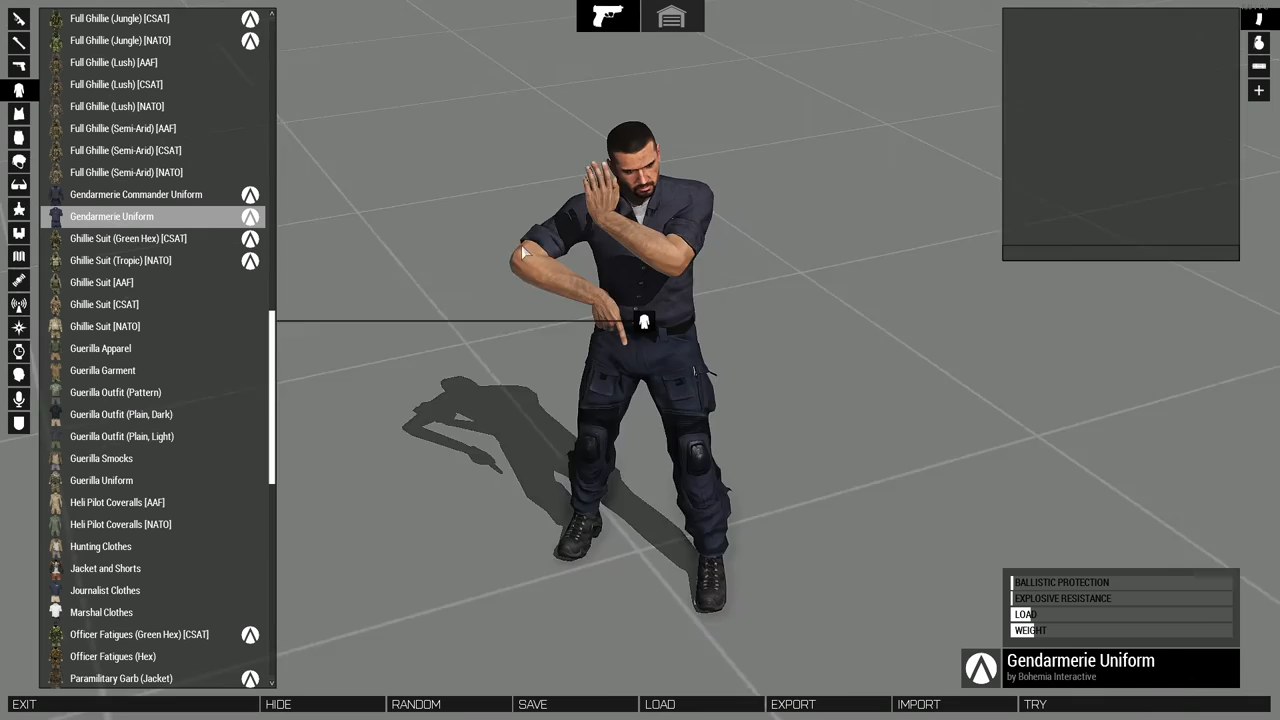 Full Ghillie (Jungle) [CSAT]
Full Ghillie (Jungle) [NATO]
Full Ghillie (Lush) [AAF]
Full Ghillie (Lush) [CSAT]
Full Ghillie (Lush) [NATO]
Full Ghillie (Semi-Arid) [AAF]
Full Ghillie (Semi-Arid) [CSAT]
Full Ghillie (Semi-Arid) [NATO]
Gendarmerie Commander Uniform
Gendarmerie Uniform
Ghillie Suit (Green Hex) [CSAT]
Ghillie Suit (Tropic) [NATO]
Ghillie Suit [AAF]
Ghillie Suit [CSAT]
Ghillie Suit [NATO]
Guerilla Apparel
Guerilla Garment
Guerilla Outfit (Pattern)
Guerilla Outfit (Plain, Dark)
Guerilla Outfit (Plain, Light)
Guerilla Smocks
Guerilla Uniform
Heli Pilot Coveralls [AAF]
Heli Pilot Coveralls [NATO]
Hunting Clothes
Jacket and Shorts
Journalist Clothes
Marshal Clothes
Officer Fatigues (Green Hex) [CSAT]
Officer Fatigues (Hex)
Paramilitary Garb (Jacket)
BALLISTIC PROTECTION
EXPLOSIVE RESISTANCE
LOAD
WEIGHT
Gendarmerie Uniform
by Bohemia Interactive
EXIT HIDE RANDOM SAVE LOAD EXPORT IMPORT TRY